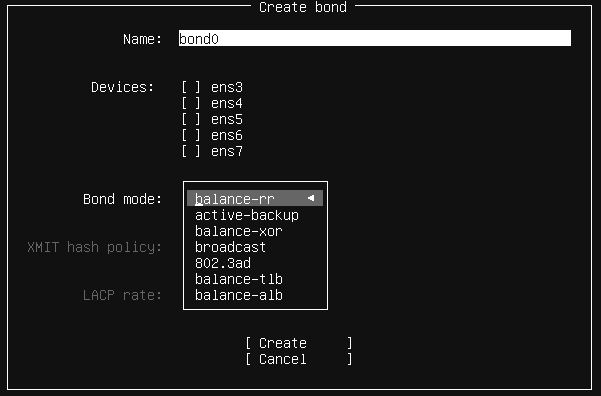 Create bond
Name: bond0
Devices: [ ] ens3
[ ] ens4
[ ] ens5
[ ] ens6
[ ] ens7
Bond mode: balance-rr ◂
active-backup
balance-xor
XMIT hash policy: broadcast
802.3ad
balance-tlb
LACP rate: balance-alb
[ Create ]
[ Cancel ]